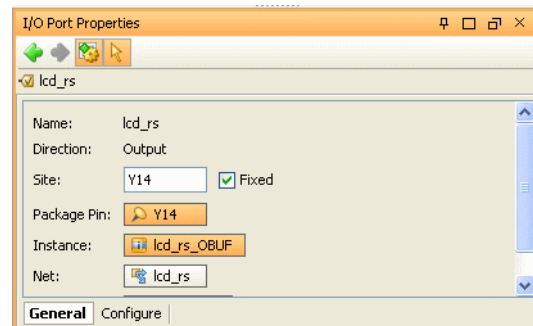 I/O Port Properties
lcd_rs
Name: lcd_rs
Direction: Output
Site: Y14 Fixed
Package Pin: Y14
Instance: lcd_rs_OBUF
Net: lcd_rs
General Configure